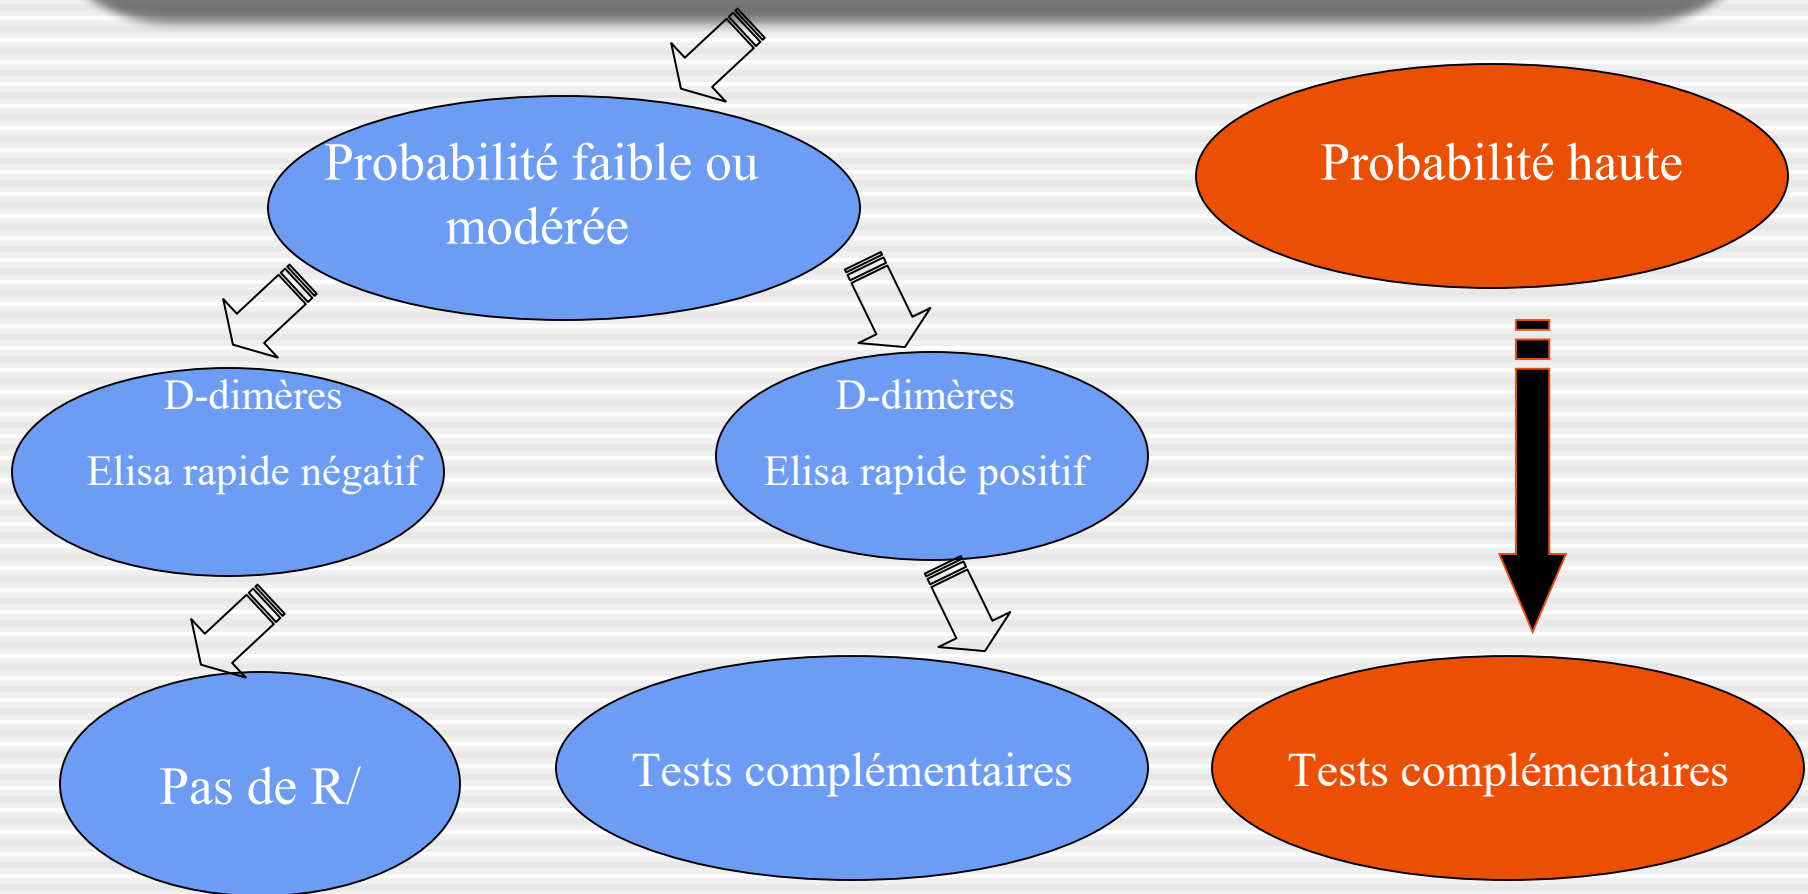 Probabilité faible ou
modérée
Probabilité haute
D-dimères
Elisa rapide négatif
D-dimères
Elisa rapide positif
Pas de R/
Tests complémentaires
Tests complémentaires